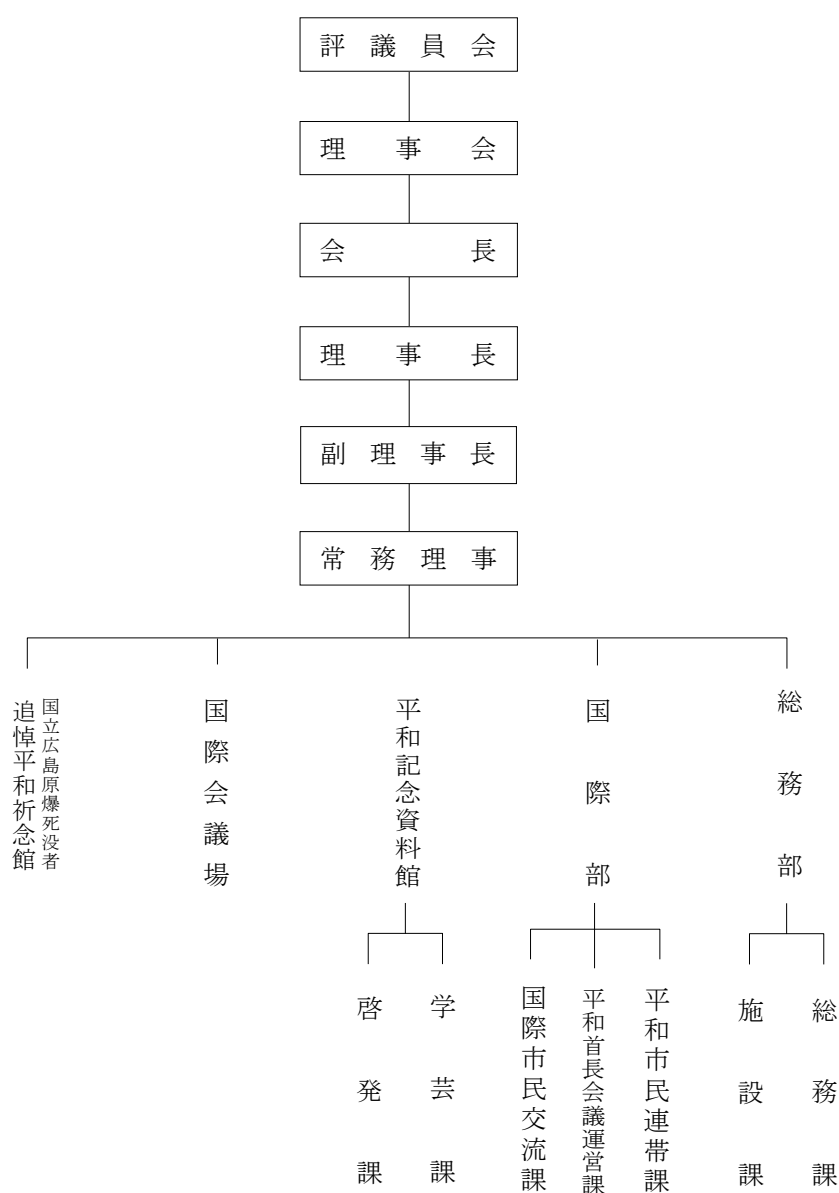 評議員会
理事会
会長
理事長
副理事長
常務理事
総務部
国際部
平和記念資料館
国際会議場
国立広島原爆死没者
追悼平和祈念館
総務課
施設課
平和市民連帯課
平和首長会議運営課
国際市民交流課
学芸課
啓発課